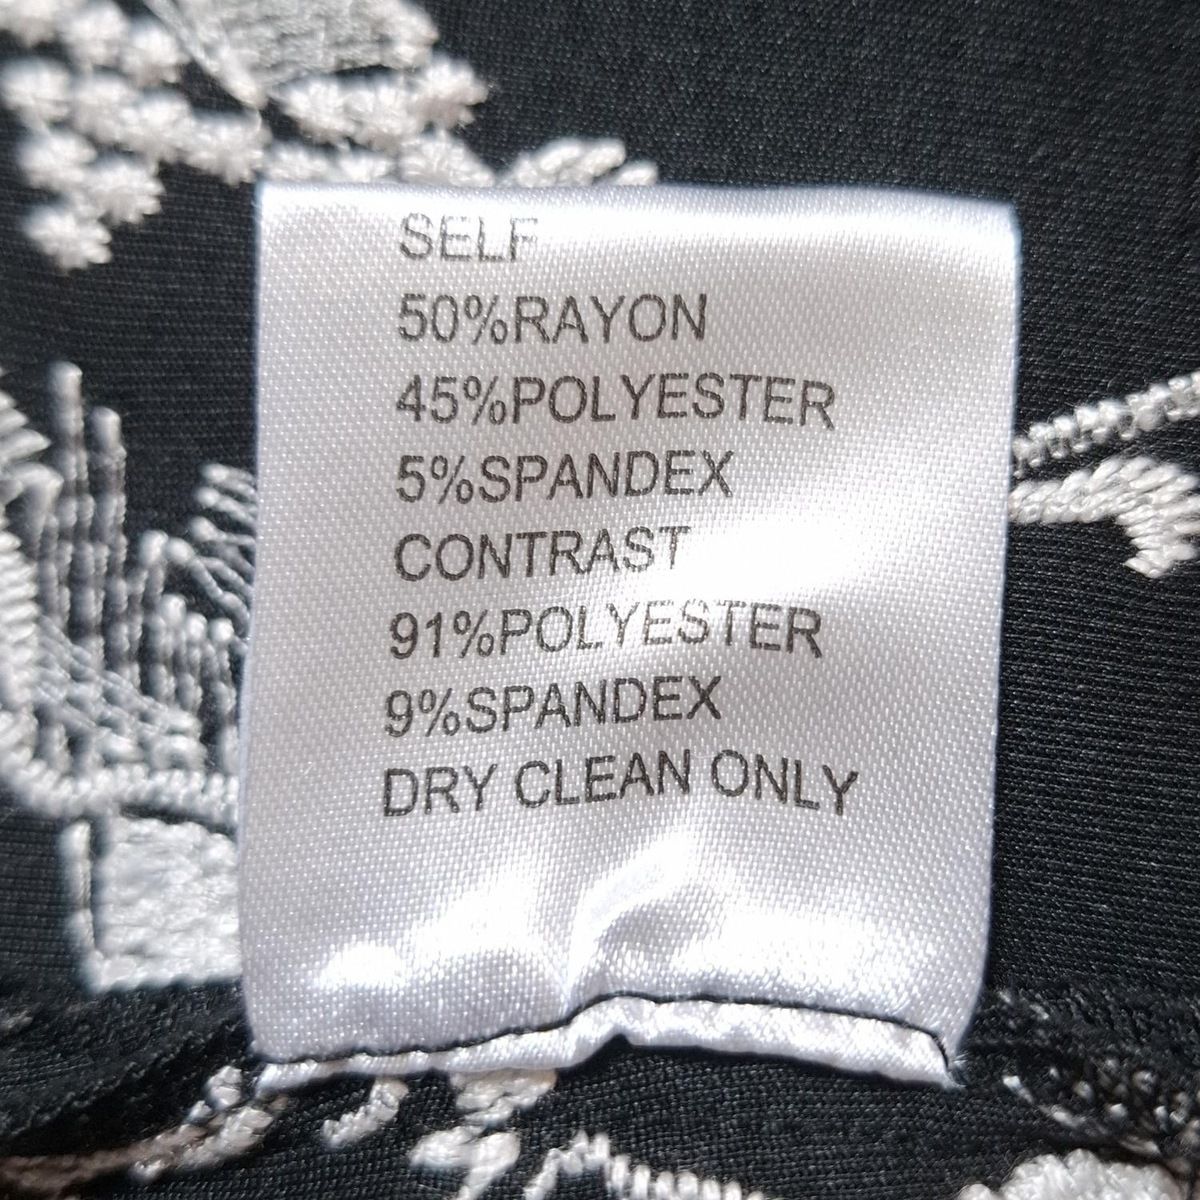 SELF
50%RAYON
45%POLYESTER
5%SPANDEX
CONTRAST
91%POLYESTER
9%SPANDEX
DRY CLEAN ONLY